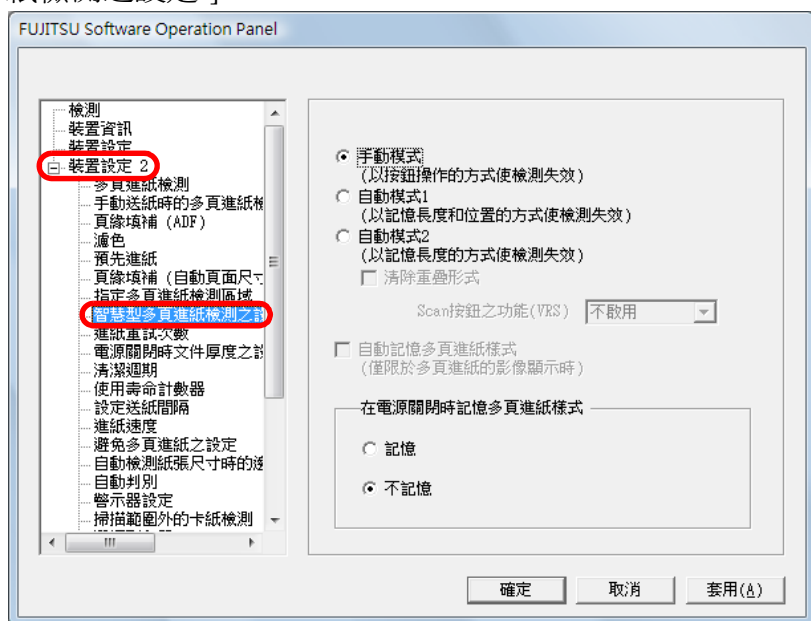 FUJITSU Software Operation Panel
檢測
裝置資訊
裝置設定
裝置設定 2
多頁進紙檢測
手動送紙時的多頁進紙檢
頁緣填補 (ADF)
濾色
預先進紙
頁緣填補 (自動頁面尺寸
指定多頁進紙檢測區域
智慧型多頁進紙檢測之設
進紙重試次數
電源關閉時文件厚度之設
清潔週期
使用壽命計數器
設定送紙間隔
進紙速度
避免多頁進紙之設定
自動檢測紙張尺寸時的邊
自動判別
警示器設定
掃描範圍外的卡紙檢測
手動模式
(以按鈕操作的方式使檢測失效)
自動模式1
(以記憶長度和位置的方式使檢測失效)
自動模式2
(以記憶長度的方式使檢測失效)
清除重疊形式
Scan按鈕之功能(VRS) 不啟用
自動記憶多頁進紙樣式
(僅限於多頁進紙的影像顯示時)
在電源關閉時記憶多頁進紙樣式
記憶
不記憶
確定 取消 套用(A)